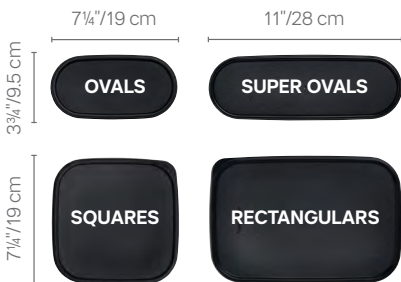 7¼"/19 cm
11"/28 cm
3¾"/9.5 cm
OVALS
SUPER OVALS
7¼"/19 cm
SQUARES
RECTANGULARS